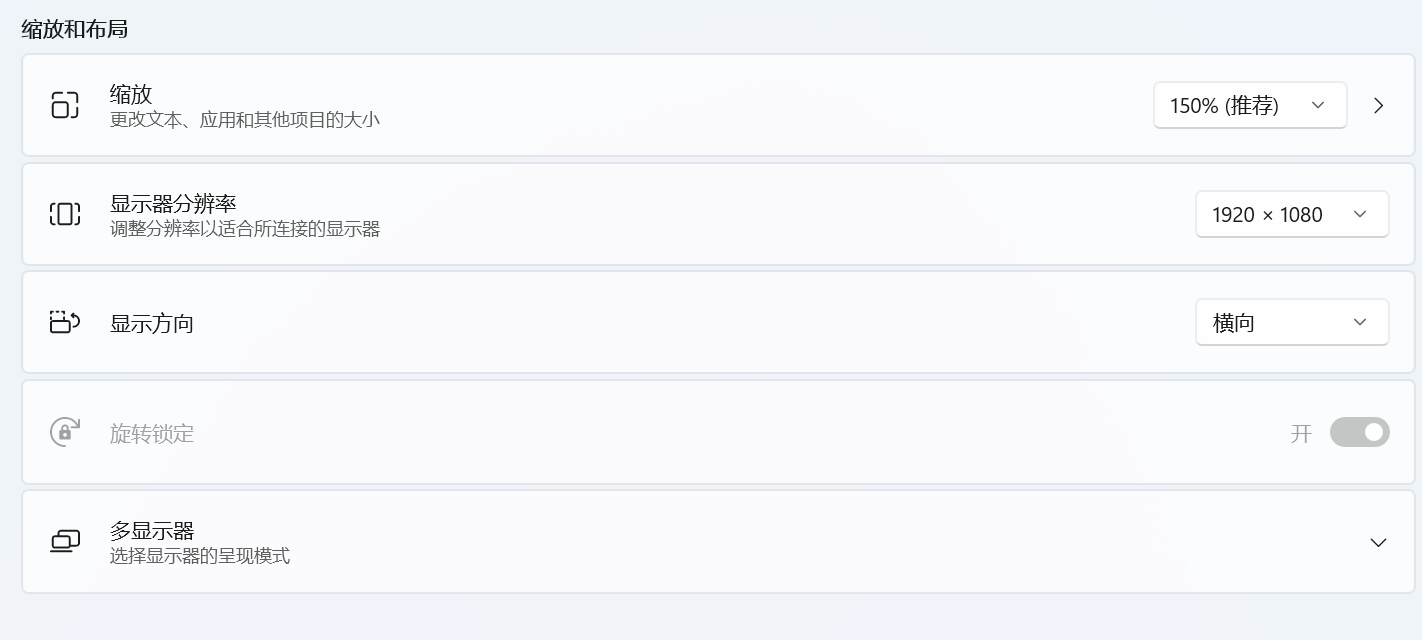 缩放和布局
缩放
更改文本、应用和其他项目的大小
150% (推荐)
显示器分辨率
调整分辨率以适合所连接的显示器
1920 × 1080
显示方向
横向
旋转锁定
开
多显示器
选择显示器的呈现模式